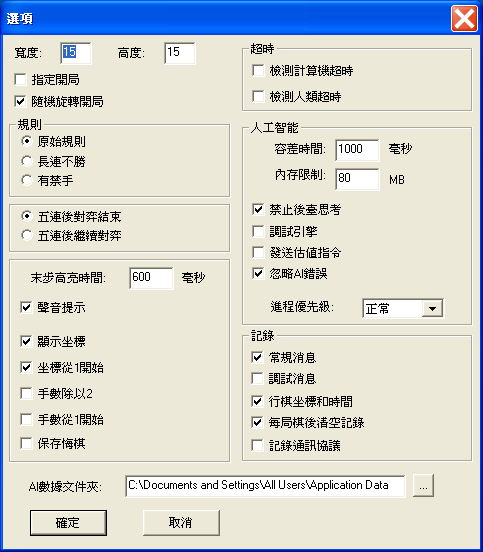 選項
寬度: 15 高度: 15
指定開局
隨機旋轉開局
規則
原始規則
長連不勝
有禁手
五連後對弈結束
五連後繼續對弈
末步高亮時間: 600 毫秒
聲音提示
顯示坐標
坐標從1開始
手數除以2
手數從1開始
保存悔棋
超時
檢測計算機超時
檢測人類超時
人工智能
容差時間: 1000 毫秒
內存限制: 80 MB
禁止後臺思考
調試引擎
發送估值指令
忽略AI錯誤
進程優先級: 正常
記錄
常規消息
調試消息
行棋坐標和時間
每局棋後清空記錄
記錄通訊協議
AI數據文件夾: C:\Documents and Settings\All Users\Application Data ...
確定 取消